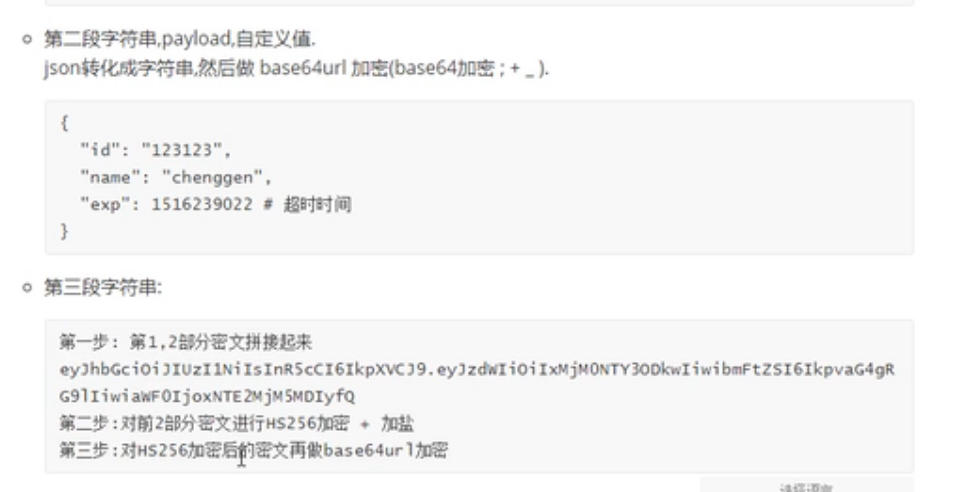 第二段字符串,payload,自定义值.
json转化成字符串,然后做 base64url 加密(base64加密 ; + _ ).
{
"id": "123123",
"name": "chenggen",
"exp": 1516239022 # 超时时间
}
第三段字符串:
第一步: 第1,2部分密文拼接起来
eyJhbGciOiJIUzI1NiIsInR5cCI6IkpXVCJ9.eyJzdWIiOiIxMjM0NTY3ODkwIiwibmFtZSI6IkpvaG4gR
G9lIiwiaWF0IjoxNTE2MjM5MDIyfQ
第二步:对前2部分密文进行HS256加密 + 加盐
第三步:对HS256加密后的密文再做base64url加密
选择语言